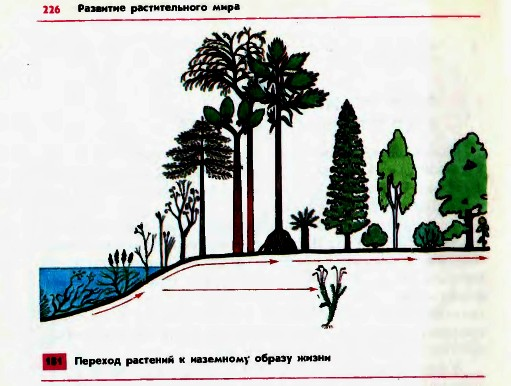 226 Развитие растительного мира
181 Переход растений к наземному образу жизни